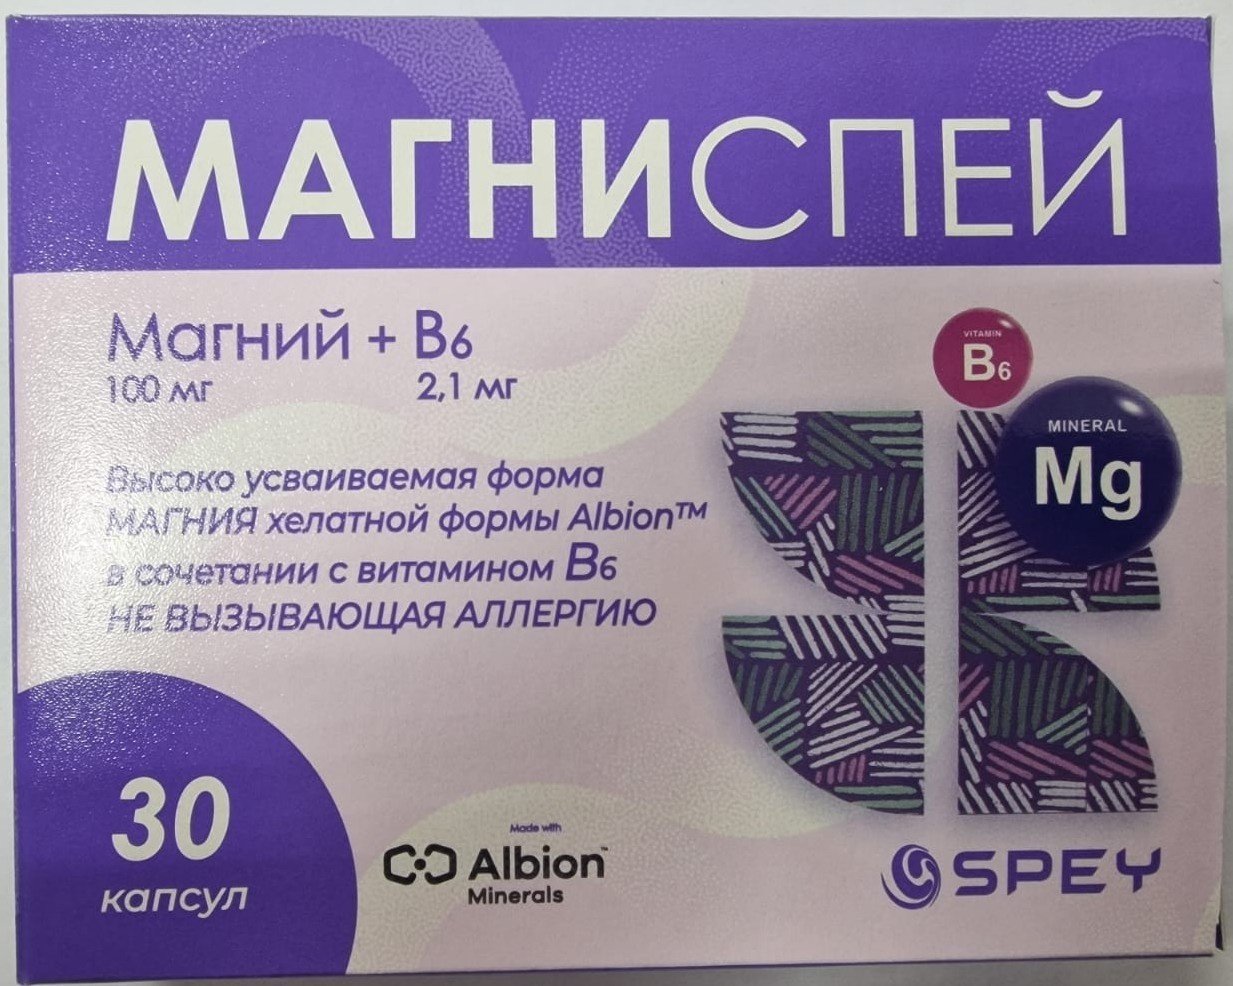 МАГНИСПЕЙ
Магний + B6
100 мг 2,1 мг
VITAMIN
B6
MINERAL
Mg
Высоко усваиваемая форма
МАГНИЯ хелатной формы Albion™
в сочетании с витамином B6
НЕ ВЫЗЫВАЮЩАЯ АЛЛЕРГИЮ
30
капсул
Made with
Albion™
Minerals
SPEY